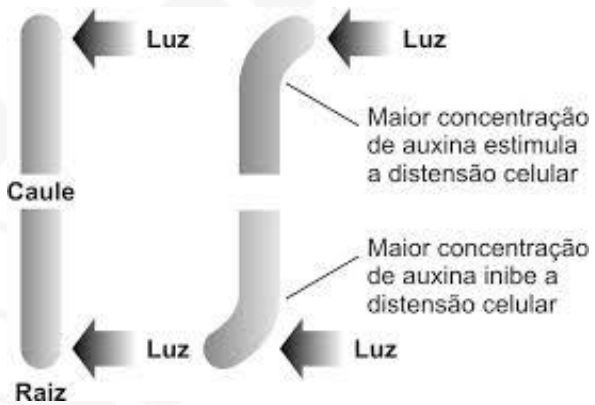 Luz
Luz
Maior concentração
de auxina estimula
a distensão celular
Caule
Maior concentração
de auxina inibe a
distensão celular
Luz
Luz
Raiz